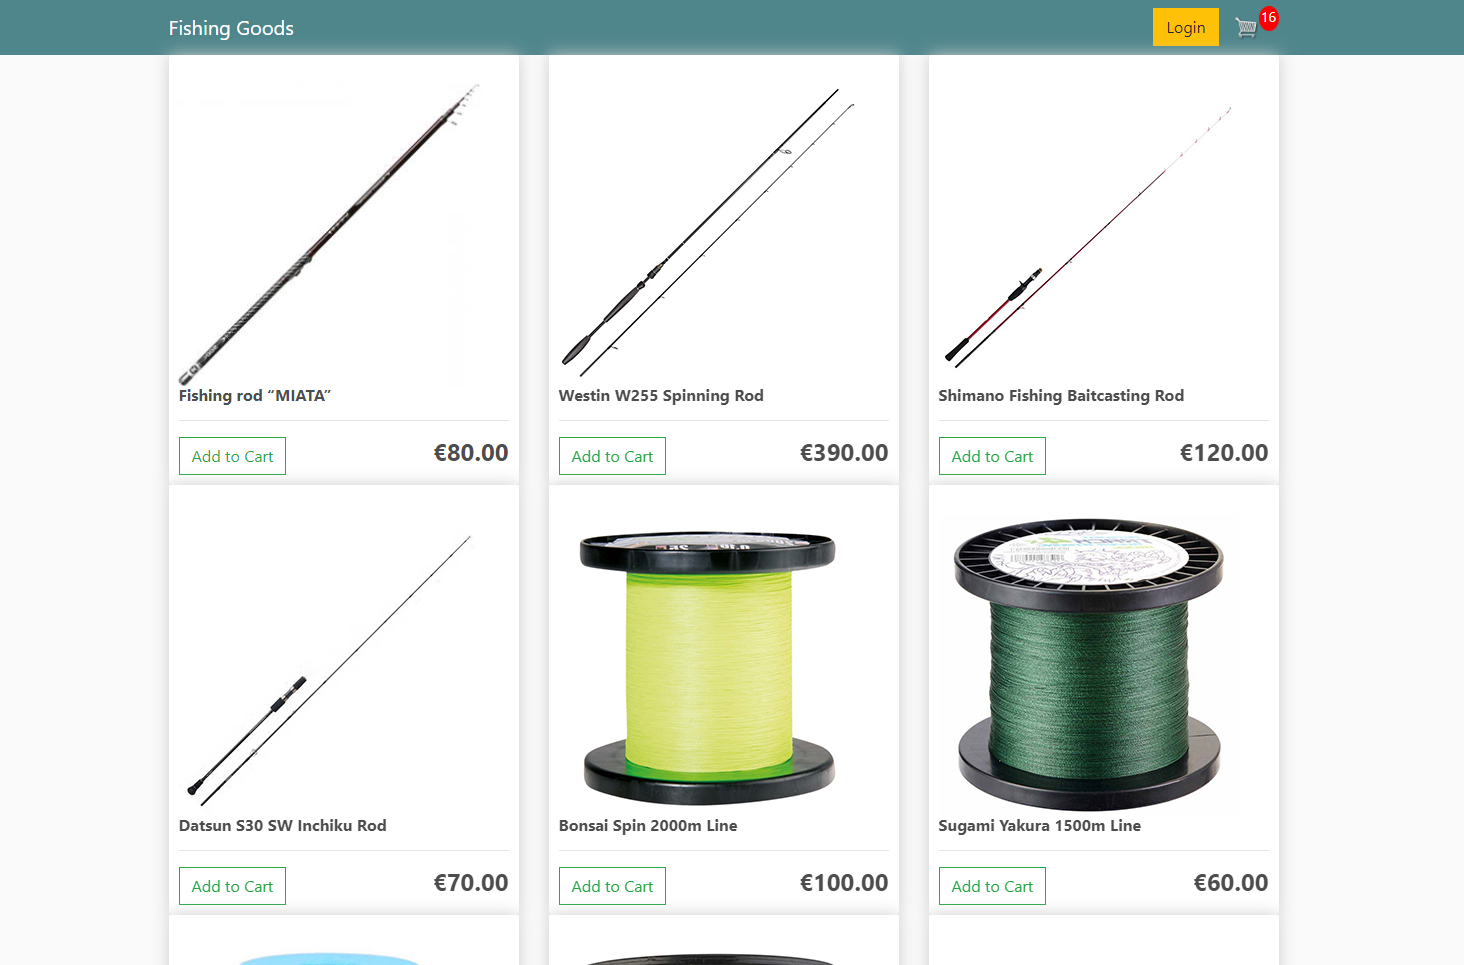 Fishing Goods
Login
16
Fishing rod “MIATA”
Add to Cart
€80.00
Westin W255 Spinning Rod
Add to Cart
€390.00
Shimano Fishing Baitcasting Rod
Add to Cart
€120.00
Datsun S30 SW Inchiku Rod
Add to Cart
€70.00
Bonsai Spin 2000m Line
Add to Cart
€100.00
Sugami Yakura 1500m Line
Add to Cart
€60.00